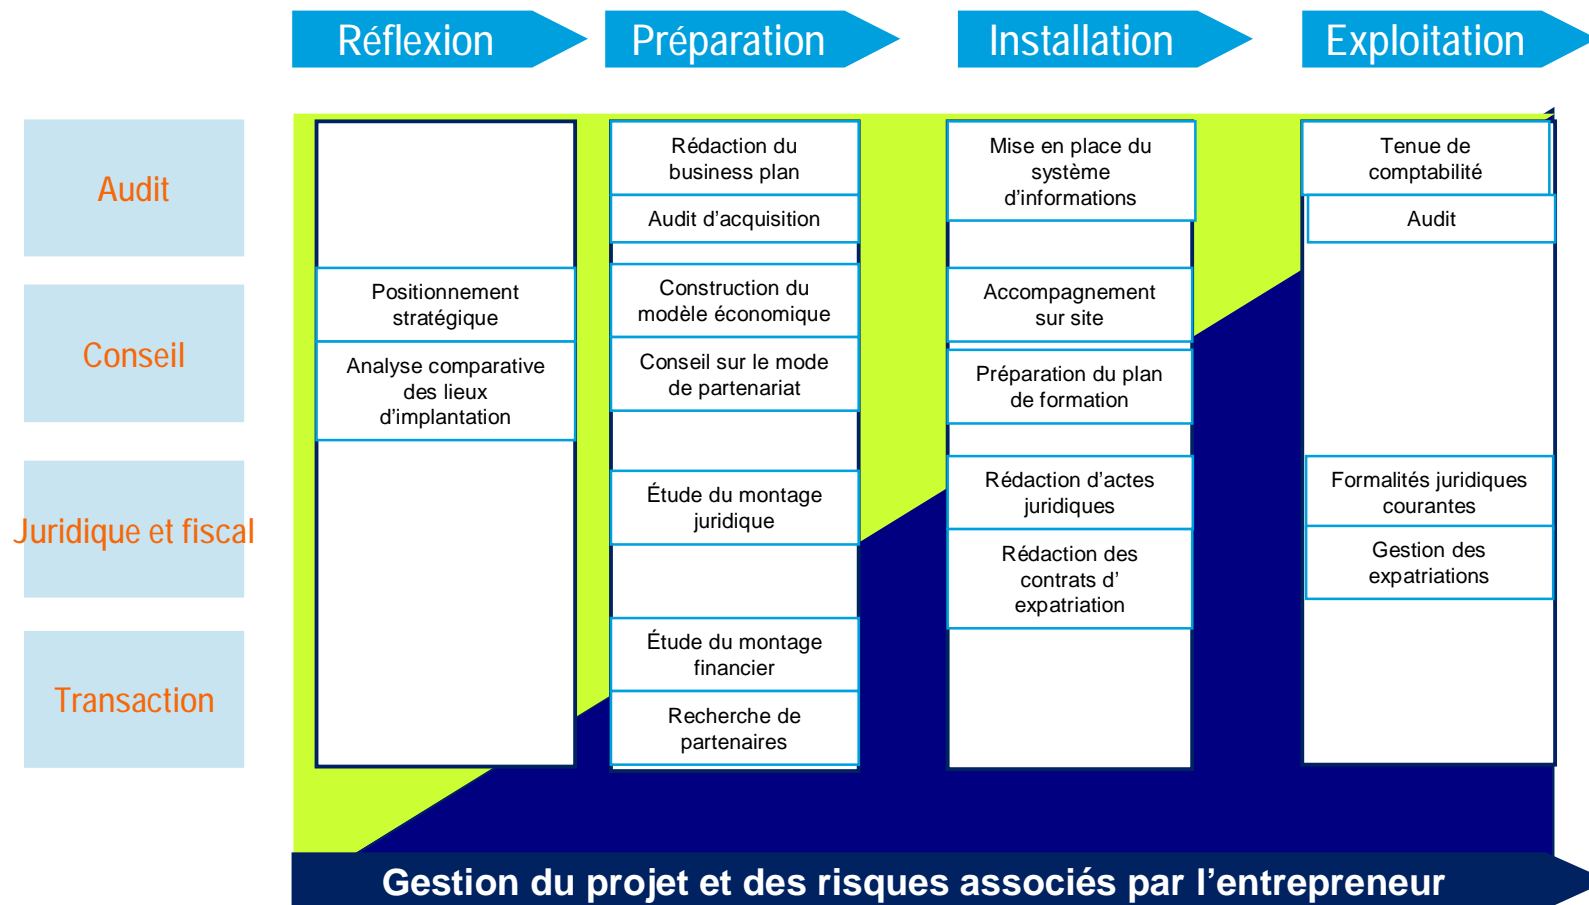 Réflexion
Préparation
Installation
Exploitation
Audit
Rédaction du
business plan
Audit d’acquisition
Mise en place du
système
d’informations
Tenue de
comptabilité
Audit
Conseil
Positionnement
stratégique
Analyse comparative
des lieux
d’implantation
Construction du
modèle économique
Conseil sur le mode
de partenariat
Accompagnement
sur site
Préparation du plan
de formation
Juridique et fiscal
Étude du montage
juridique
Rédaction d’actes
juridiques
Rédaction des
contrats d’
expatriation
Formalités juridiques
courantes
Gestion des
expatriations
Transaction
Étude du montage
financier
Recherche de
partenaires
Gestion du projet et des risques associés par l’entrepreneur